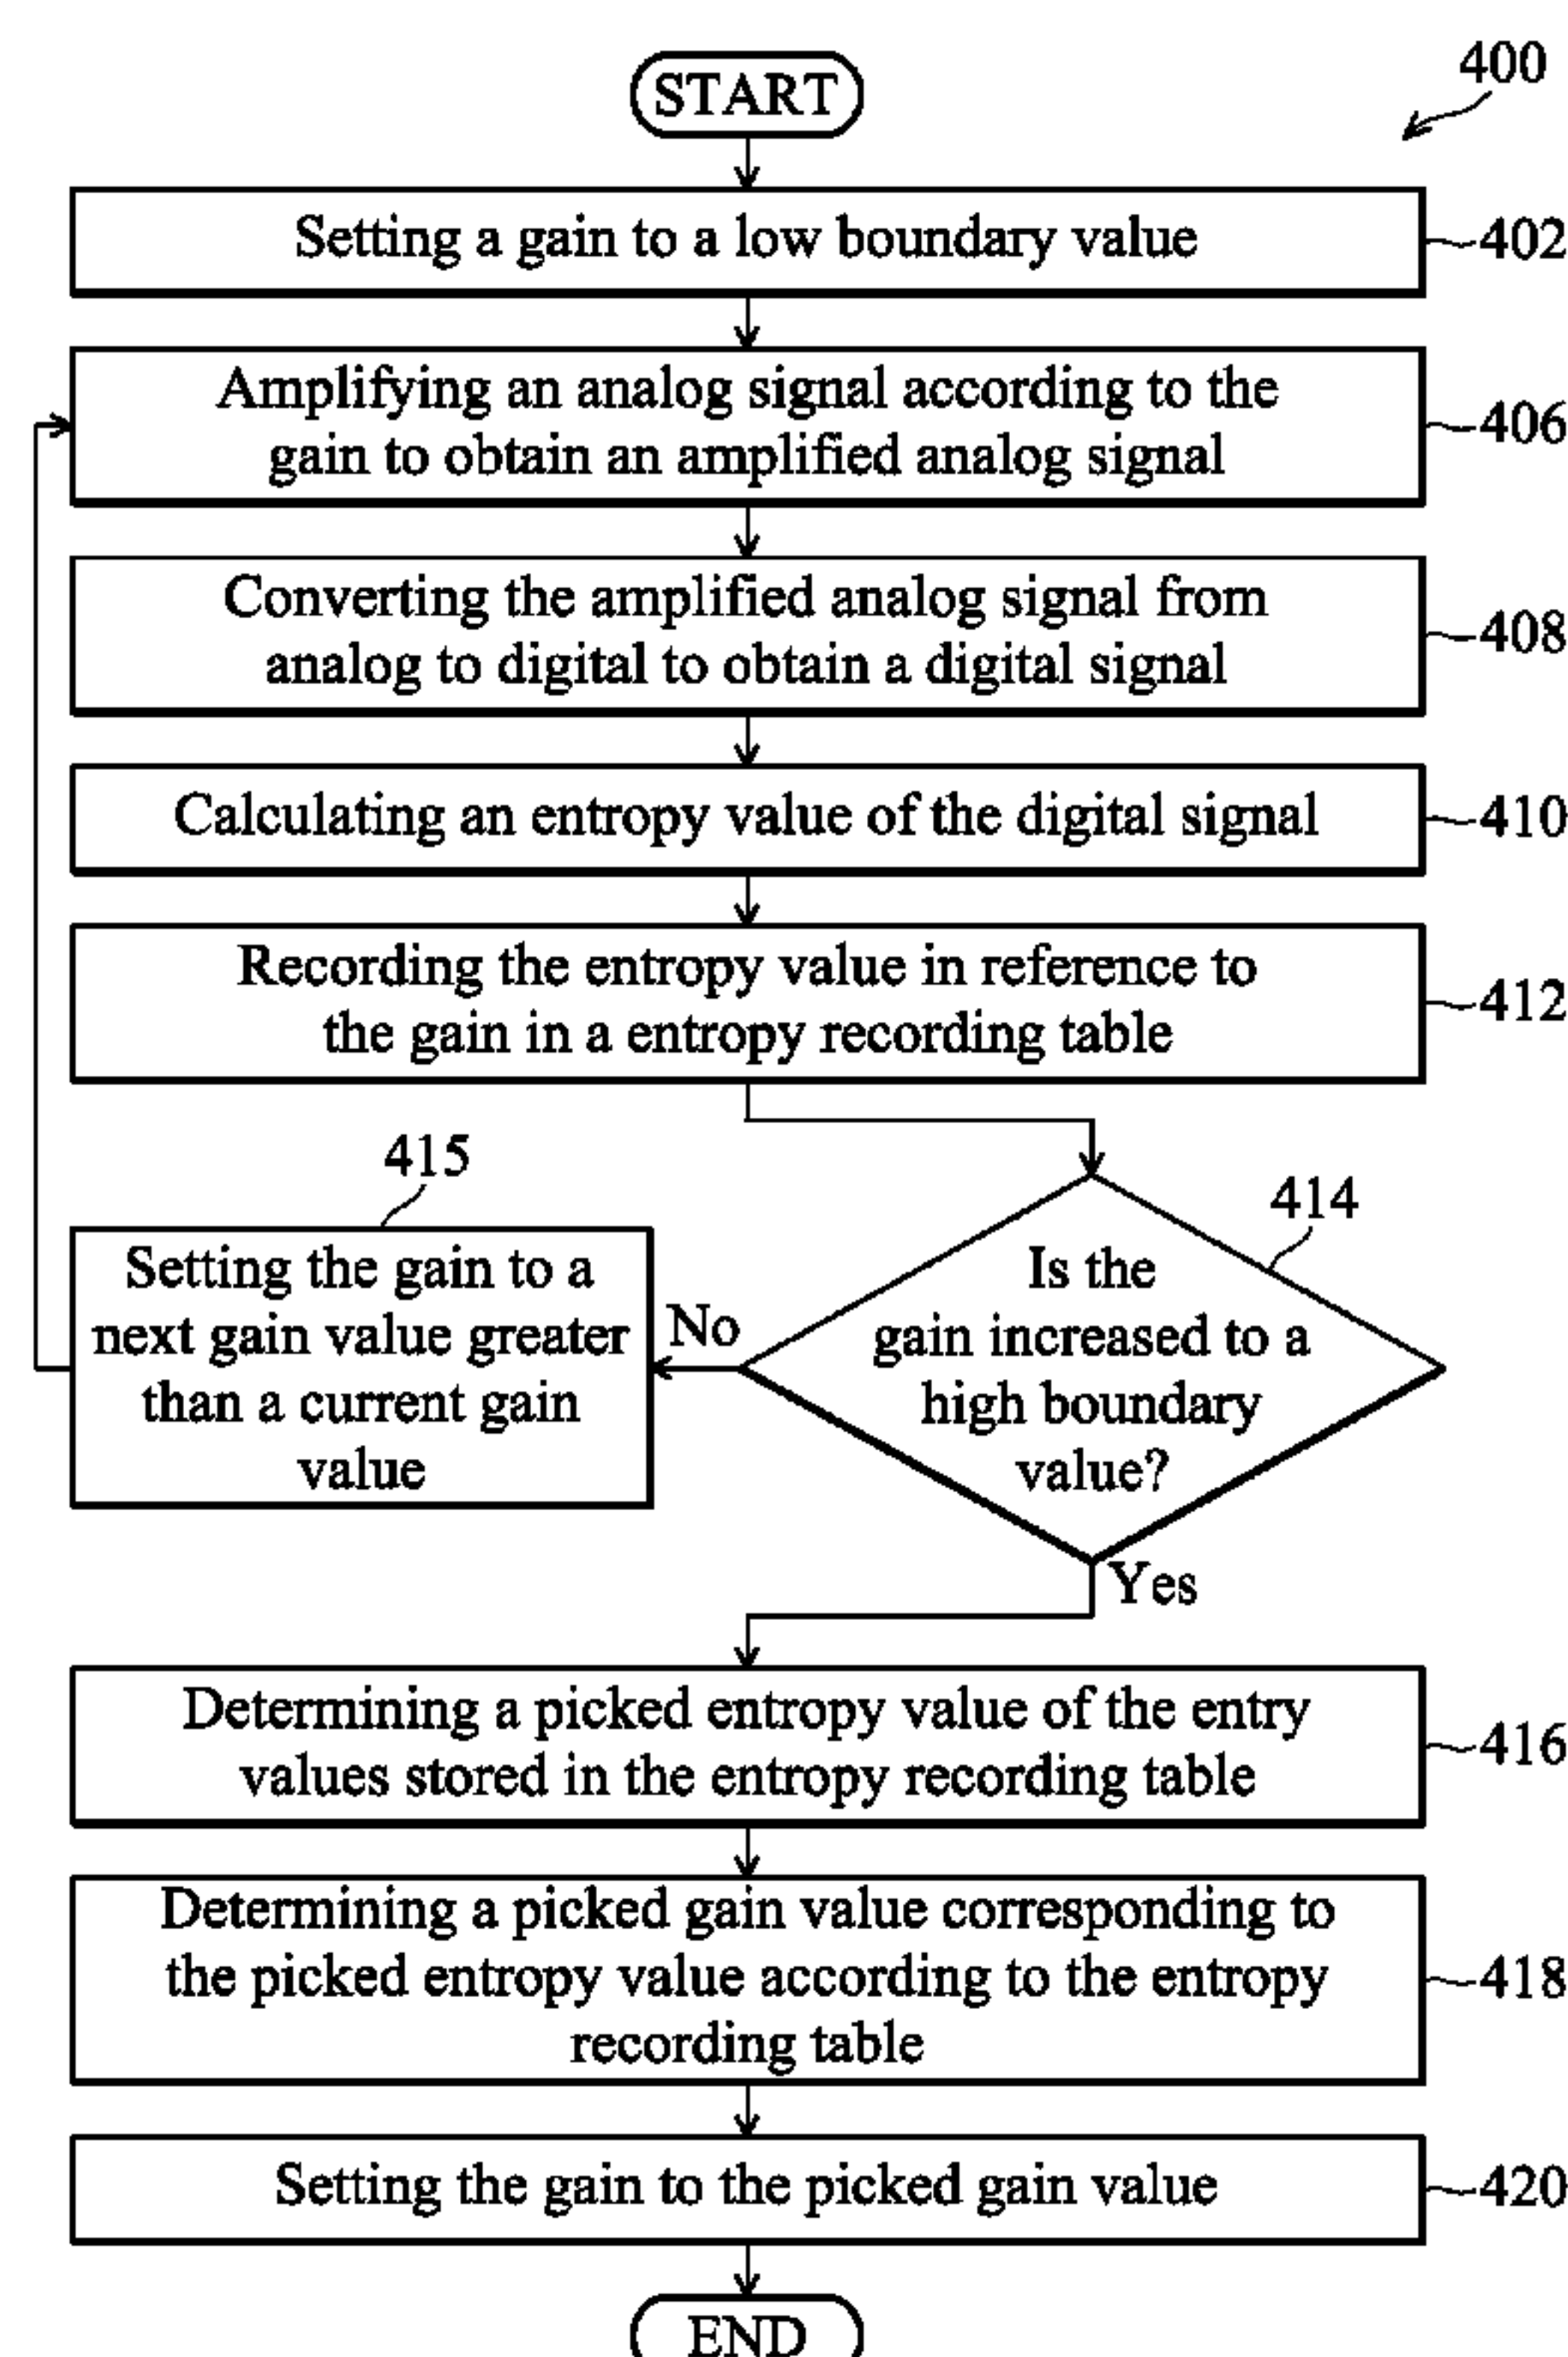 400
START
Setting a gain to a low boundary value
402
Amplifying an analog signal according to the
gain to obtain an amplified analog signal
406
Converting the amplified analog signal from
analog to digital to obtain a digital signal
408
Calculating an entropy value of the digital signal
410
Recording the entropy value in reference to
the gain in a entropy recording table
412
415
Setting the gain to a
next gain value greater
than a current gain
value
No
414
Is the
gain increased to a
high boundary
value?
Yes
Determining a picked entropy value of the entry
values stored in the entropy recording table
416
Determining a picked gain value corresponding to
the picked entropy value according to the entropy
recording table
418
Setting the gain to the picked gain value
420
END